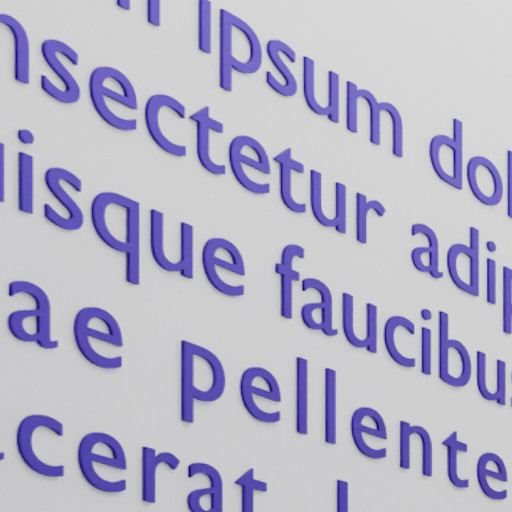 ipsum dol
nsectetur adip
uisque faucibus
ae pellente
cerat